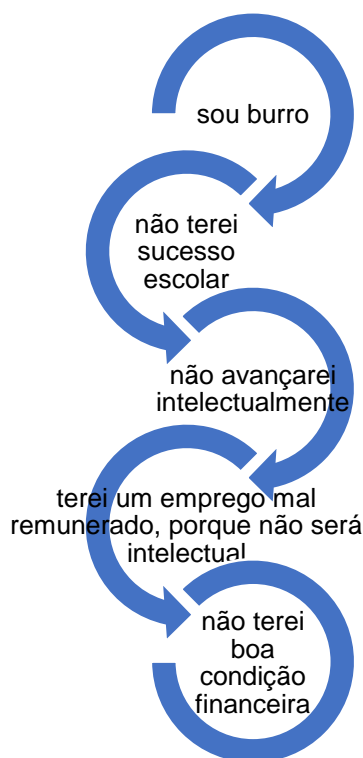 sou burro
não terei
sucesso
escolar
não avançarei
intelectualmente
terei um emprego mal
remunerado, porque não será
intelectual
não terei
boa
condição
financeira